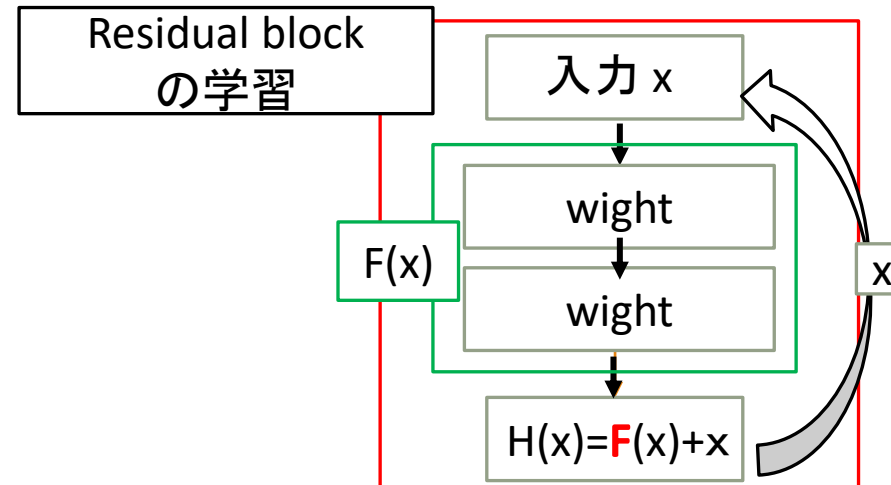 Residual block
の学習
入力 x
wight
F(x)
x
wight
H(x)=F(x)+x